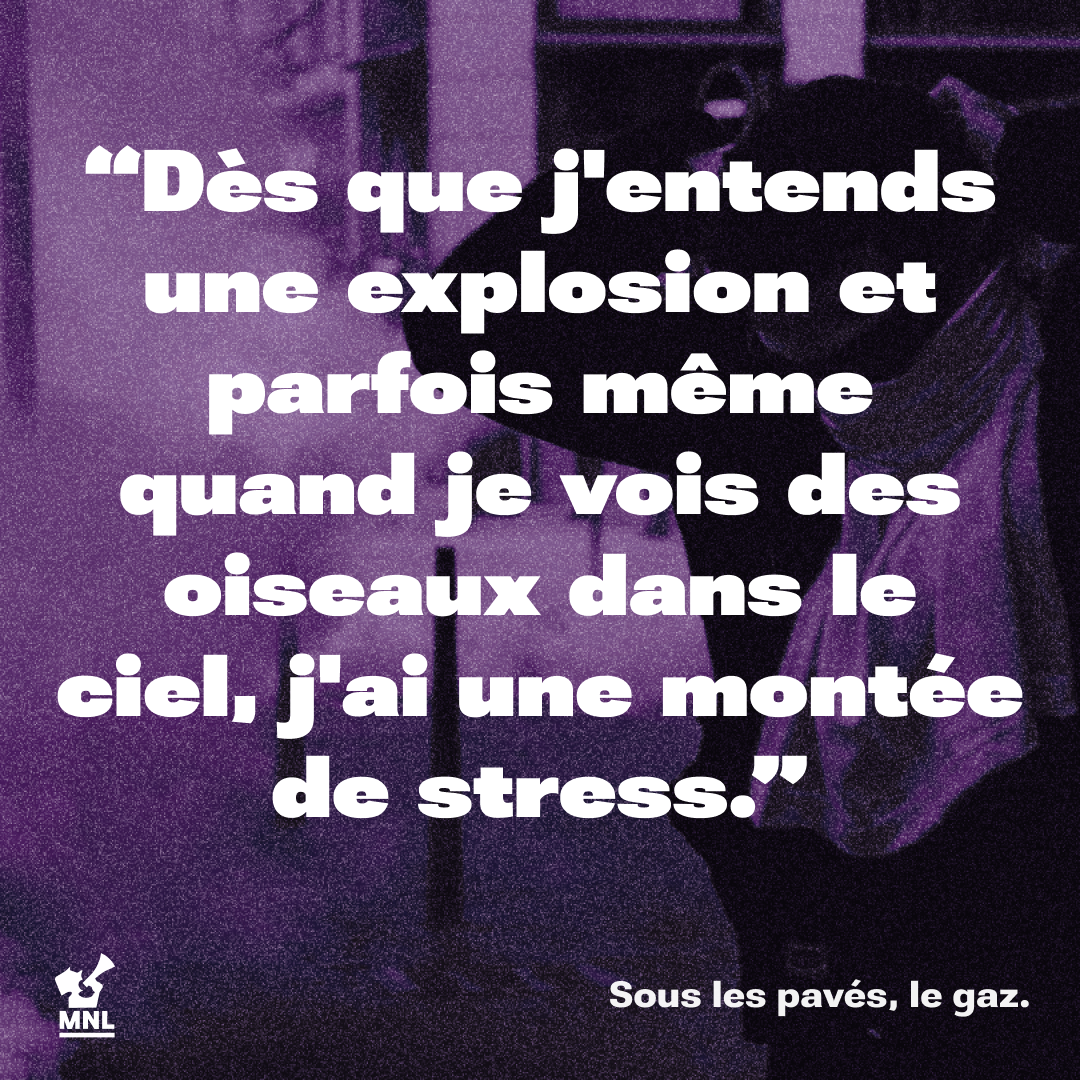 “Dès que j'entends
une explosion et
parfois même
quand je vois des
oiseaux dans le
ciel, j'ai une montée
de stress.”
Sous les pavés, le gaz.
MNL